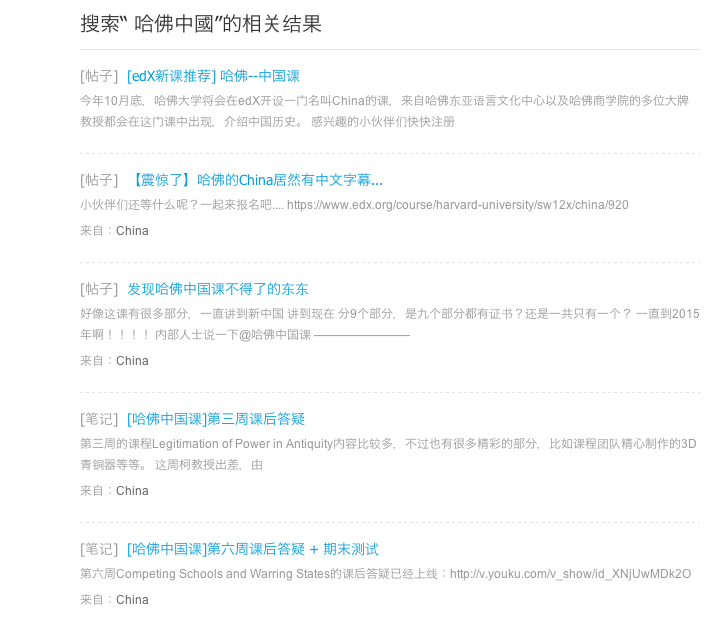 搜索“ 哈佛中國”的相关结果
[帖子] [edX新课推荐] 哈佛--中国课
今年10月底，哈佛大学将会在edX开设一门名叫China的课，来自哈佛东亚语言文化中心以及哈佛商学院的多位大牌
教授都会在这门课中出现，介绍中国历史。 感兴趣的小伙伴们快快注册
[帖子] 【震惊了】哈佛的China居然有中文字幕...
小伙伴们还等什么呢？一起来报名吧.... https://www.edx.org/course/harvard-university/sw12x/china/920
来自：China
[帖子] 发现哈佛中国课不得了的东东
好像这课有很多部分，一直讲到新中国 讲到现在 分9个部分，是九个部分都有证书？还是一共只有一个？ 一直到2015
年啊！！！！ 内部人士说一下@哈佛中国课 ————————
来自：China
[笔记] [哈佛中国课]第三周课后答疑
第三周的课程Legitimation of Power in Antiquity内容比较多，不过也有很多精彩的部分，比如课程团队精心制作的3D
青铜器等等。 这周柯教授出差，由
来自：China
[笔记] [哈佛中国课]第六周课后答疑 + 期末测试
第六周Competing Schools and Warring States的课后答疑已经上线：http://v.youku.com/v_show/id_XNjUwMDk2O
来自：China